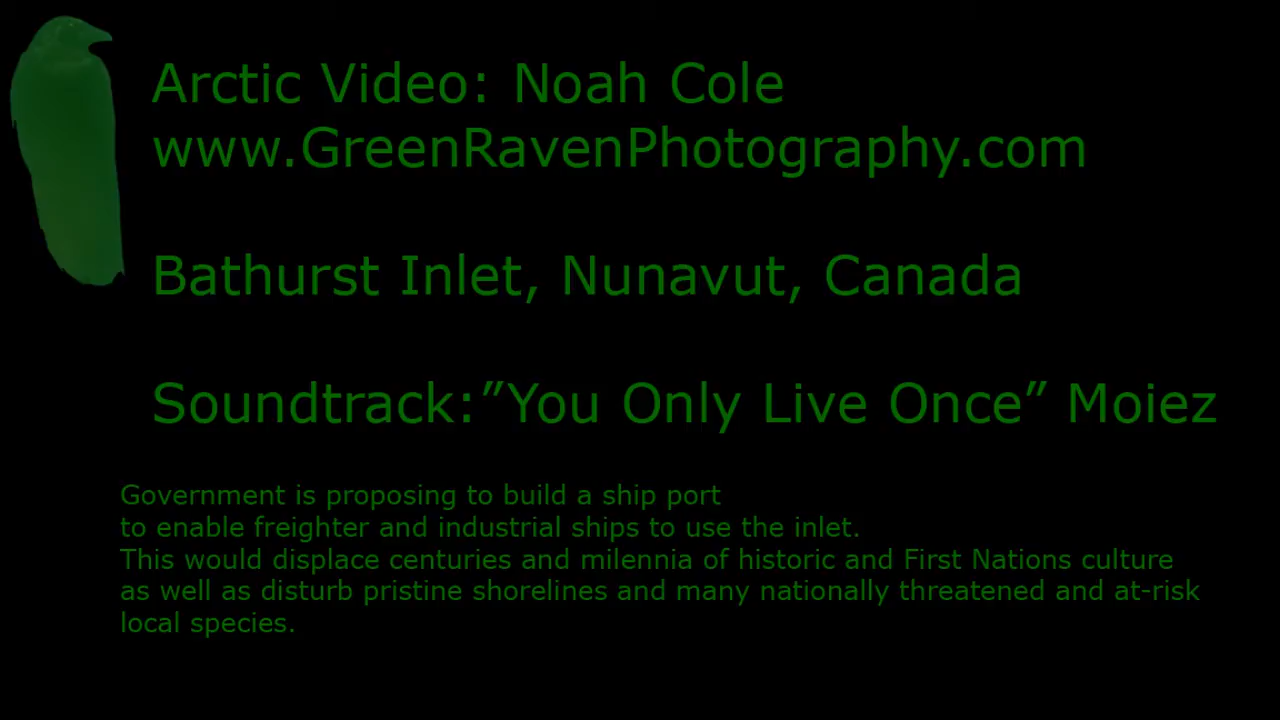 Arctic Video: Noah Cole
www.GreenRavenPhotography.com
Bathurst Inlet, Nunavut, Canada
Soundtrack:”You Only Live Once” Moiez
Government is proposing to build a ship port
to enable freighter and industrial ships to use the inlet.
This would displace centuries and milennia of historic and First Nations culture
as well as disturb pristine shorelines and many nationally threatened and at-risk
local species.